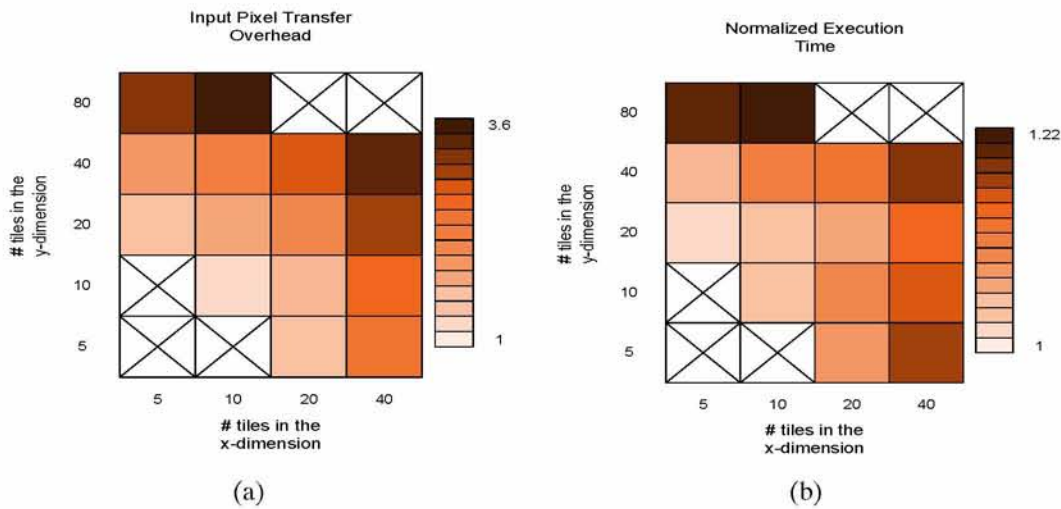 Input Pixel Transfer
Overhead
80
40
20
10
5
# tiles in the
y-dimension
5
10
20
40
# tiles in the
x-dimension
3.6
1
(a)
Normalized Execution
Time
80
40
20
10
5
# tiles in the
y-dimension
5
10
20
40
# tiles in the
x-dimension
1.22
1
(b)